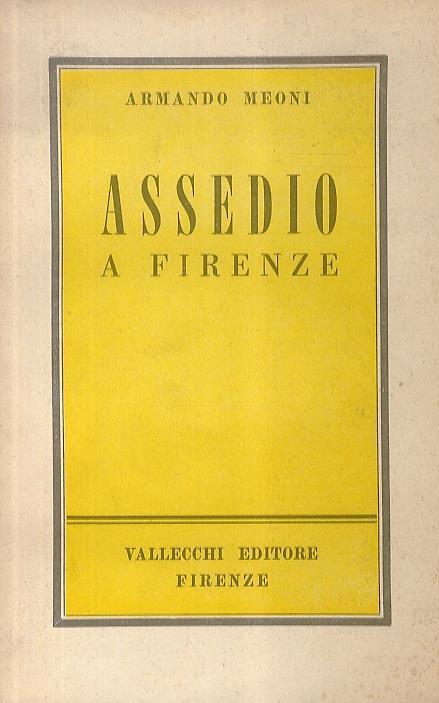 ARMANDO MEONI
ASSEDIO
A FIRENZE
VALLECCHI EDITORE
FIRENZE